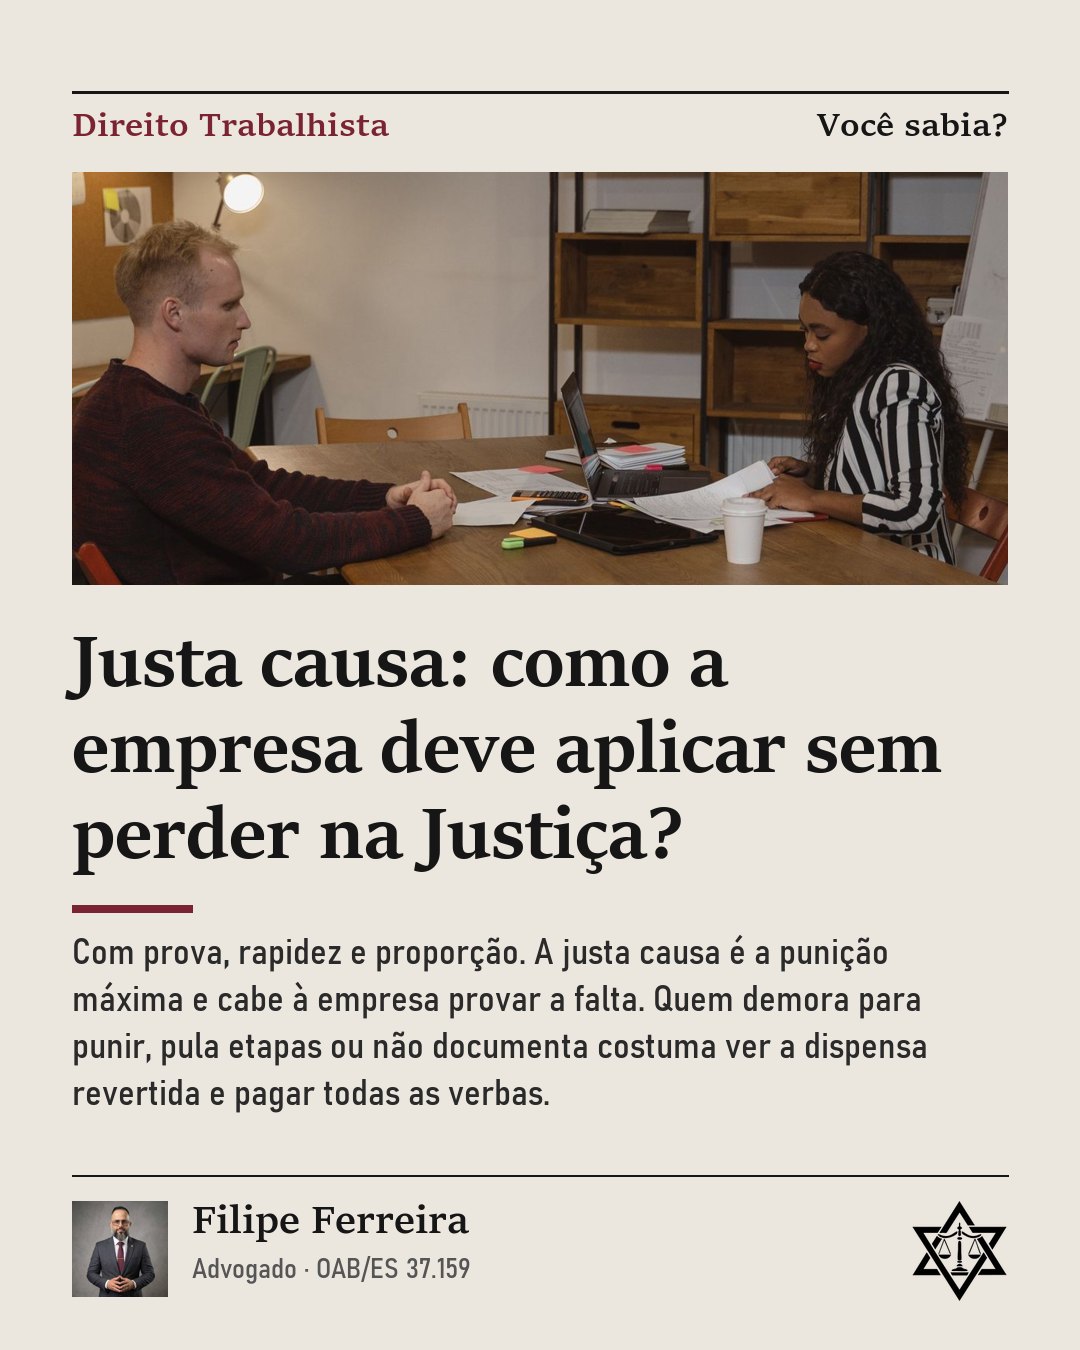 Direito Trabalhista
Você sabia?
Justa causa: como a
empresa deve aplicar sem
perder na Justiça?
Com prova, rapidez e proporção. A justa causa é a punição
máxima e cabe à empresa provar a falta. Quem demora para
punir, pula etapas ou não documenta costuma ver a dispensa
revertida e pagar todas as verbas.
Filipe Ferreira
Advogado · OAB/ES 37.159